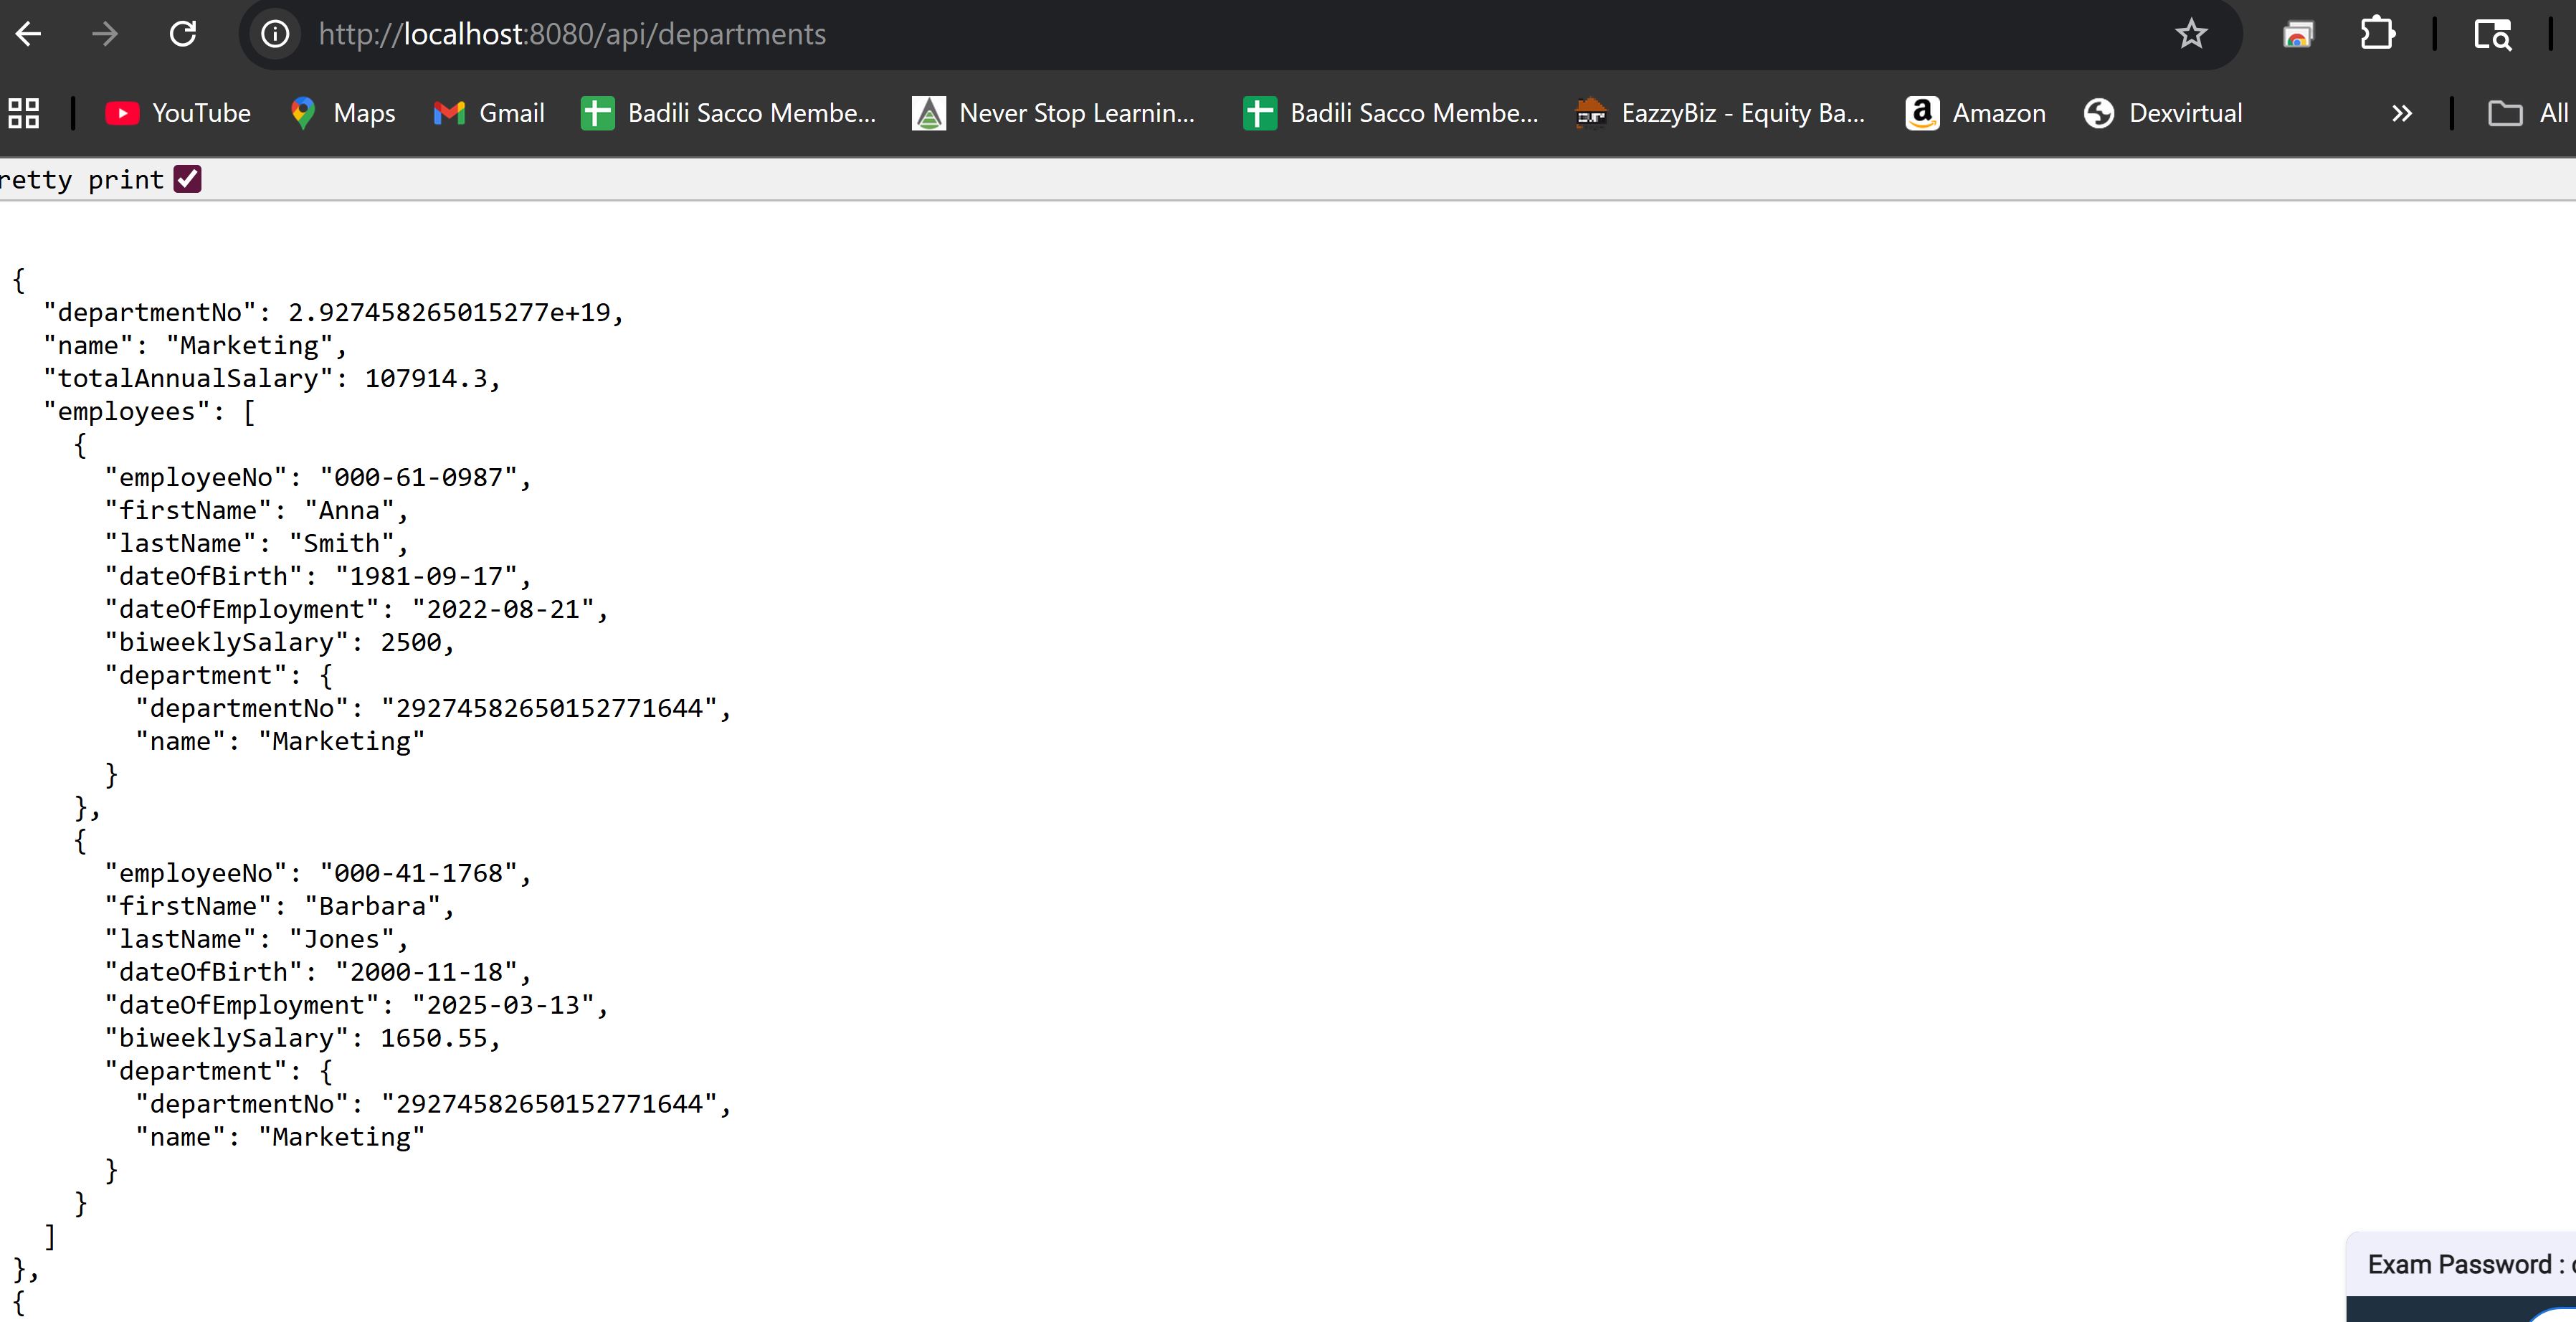 http://localhost:8080/api/departments
YouTube Maps Gmail Badili Sacco Membe... Never Stop Learnin... Badili Sacco Membe... EazzyBiz - Equity Ba... Amazon Dexvirtual » All
retty print
{
"departmentNo": 2.927458265015277e+19,
"name": "Marketing",
"totalAnnualSalary": 107914.3,
"employees": [
{
"employeeNo": "000-61-0987",
"firstName": "Anna",
"lastName": "Smith",
"dateOfBirth": "1981-09-17",
"dateOfEmployment": "2022-08-21",
"biweeklySalary": 2500,
"department": {
"departmentNo": "29274582650152771644",
"name": "Marketing"
}
},
{
"employeeNo": "000-41-1768",
"firstName": "Barbara",
"lastName": "Jones",
"dateOfBirth": "2000-11-18",
"dateOfEmployment": "2025-03-13",
"biweeklySalary": 1650.55,
"department": {
"departmentNo": "29274582650152771644",
"name": "Marketing"
}
}
]
},
{
Exam Password :